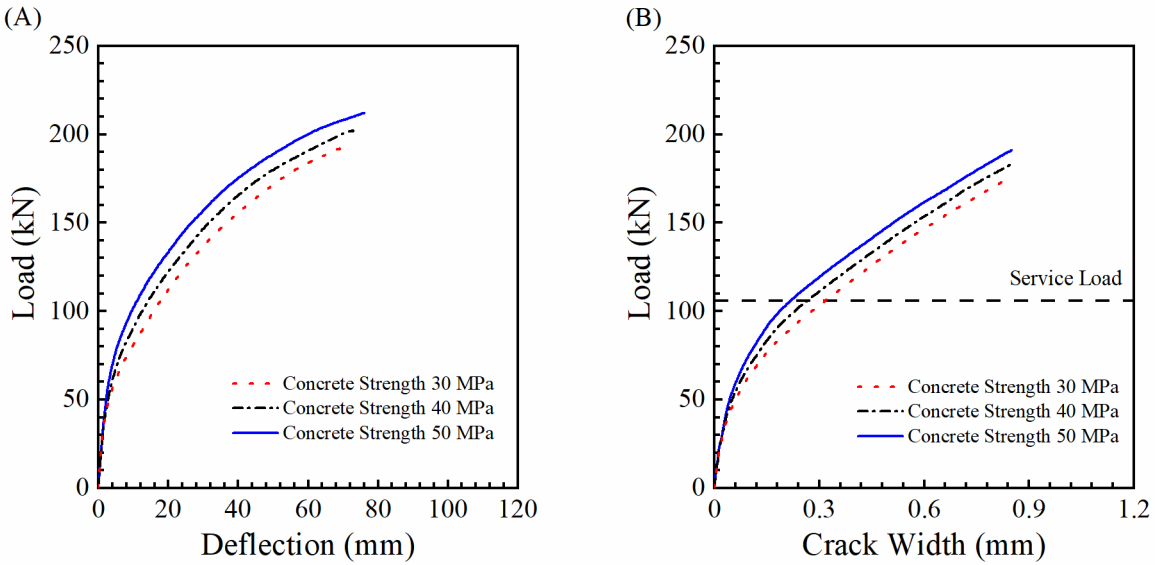 (A)
250
200
150
100
50
0
Load (kN)
Concrete Strength 30 MPa
Concrete Strength 40 MPa
Concrete Strength 50 MPa
0 20 40 60 80 100 120
Deflection (mm)
(B)
250
200
150
100
50
0
Load (kN)
Service Load
Concrete Strength 30 MPa
Concrete Strength 40 MPa
Concrete Strength 50 MPa
0 0.3 0.6 0.9 1.2
Crack Width (mm)